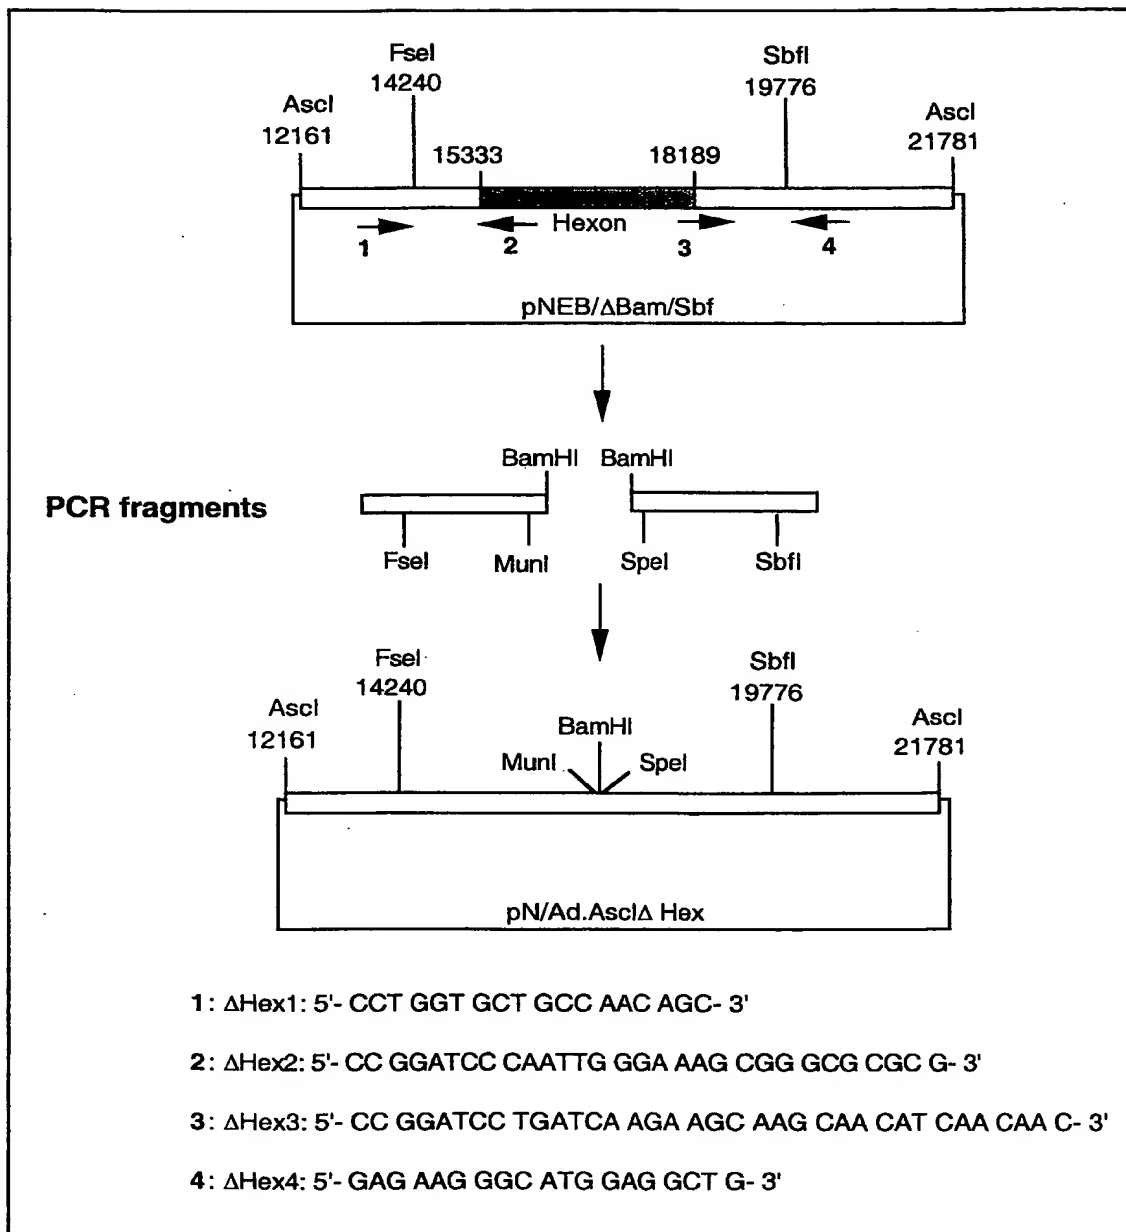 FseI
14240
SbfI
19776
AscI
12161
AscI
21781
15333
18189
Hexon
1
2
3
4
pNEB/ΔBam/Sbf
BamHI BamHI
PCR fragments
FseI MunI SpeI SbfI
FseI
14240
SbfI
19776
AscI
12161
BamHI
AscI
21781
MunI SpeI
pN/Ad.AscIΔ Hex
1: ΔHex1: 5'- CCT GGT GCT GCC AAC AGC- 3'
2: ΔHex2: 5'- CC GGATCC CAATTG GGA AAG CGG GCG CGC G- 3'
3: ΔHex3: 5'- CC GGATCC TGATCA AGA AGC AAG CAA CAT CAA CAA C- 3'
4: ΔHex4: 5'- GAG AAG GGC ATG GAG GCT G- 3'